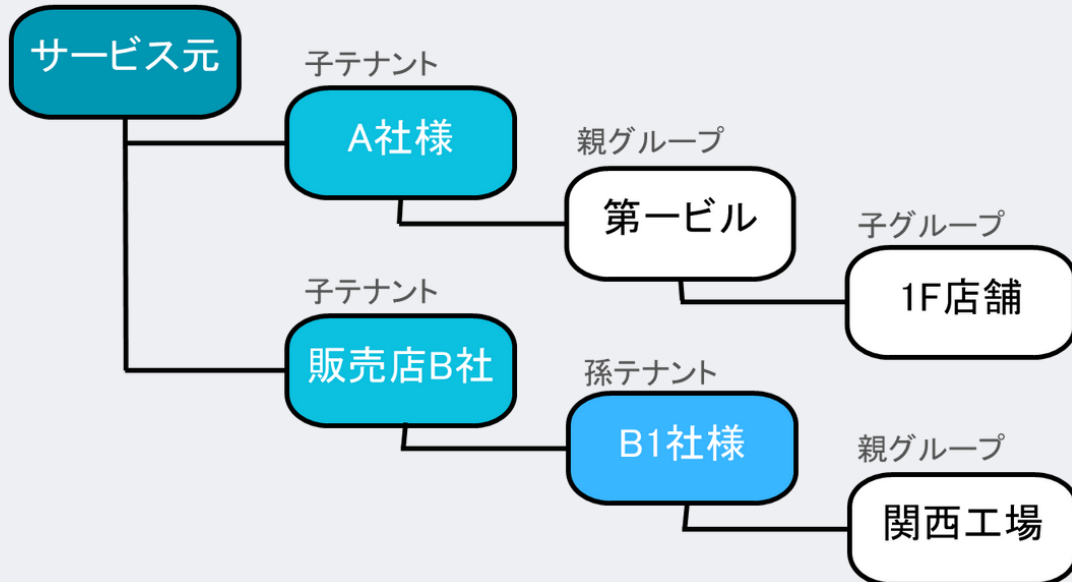 サービス元
子テナント
A社様
親グループ
第一ビル
子グループ
1F店舗
子テナント
販売店B社
孫テナント
B1社様
親グループ
関西工場